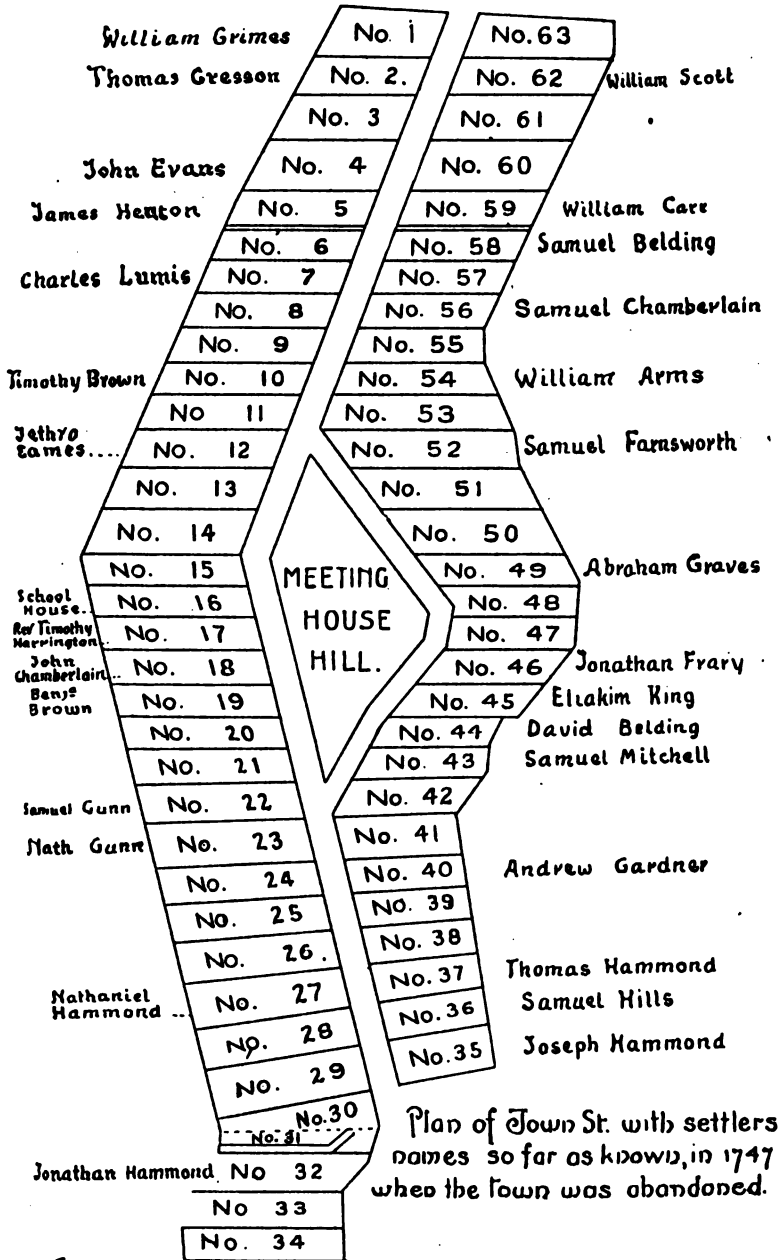 William Grimes No. 1 No. 63
Thomas Cresson No. 2. No. 62 William Scott
No. 3 No. 61
John Evans No. 4 No. 60
James Heaton No. 5 No. 59 William Carr
No. 6 No. 58 Samuel Belding
Charles Lumis No. 7 No. 57
No. 8 No. 56 Samuel Chamberlain
No. 9 No. 55
Timothy Brown No. 10 No. 54 William Arms
No 11 No. 53
Jethro
Eames.... No. 12 No. 52 Samuel Farnsworth
No. 13 No. 51
No. 14 No. 50
No. 15 No. 49 Abraham Graves
School
House.. No. 16 No. 48
Rev Timothy
Harrington.. No. 17 No. 47
John
Chamberlain... No. 18 No. 46 Jonathan Frary
Benja
Brown No. 19 No. 45 Eliakim King
MEETING
HOUSE
HILL.
No. 20 No. 44 David Belding
No. 21 No. 43 Samuel Mitchell
Samuel Gunn No. 22 No. 42
Nath Gunn No. 23 No. 41
No. 24 No. 40 Andrew Gardner
No. 25 No. 39
No. 26. No. 38
Nathaniel
Hammond ... No. 27 No. 37 Thomas Hammond
No. 28 No. 36 Samuel Hills
No. 29 No. 35 Joseph Hammond
No. 30
No. 31
Jonathan Hammond No 32
No 33
No. 34
Plan of Town St. with settlers
names so far as known, in 1747
when the town was abandoned.